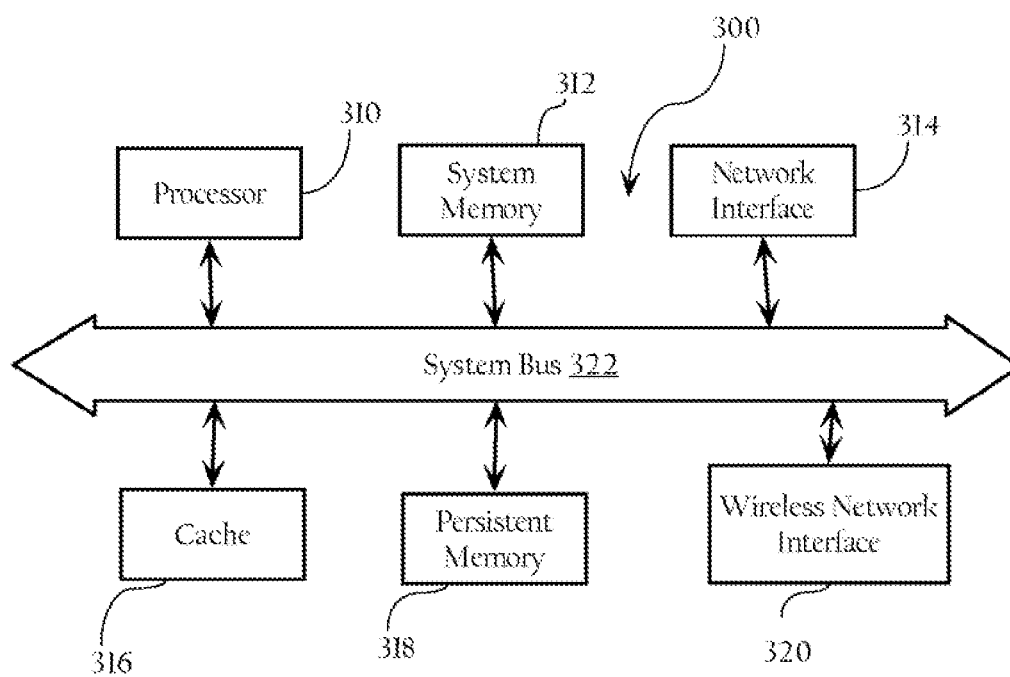 300
312
310
314
Processor
System
Memory
Network
Interface
System Bus 322
Cache
Persistent
Memory
Wireless Network
Interface
316
318
320